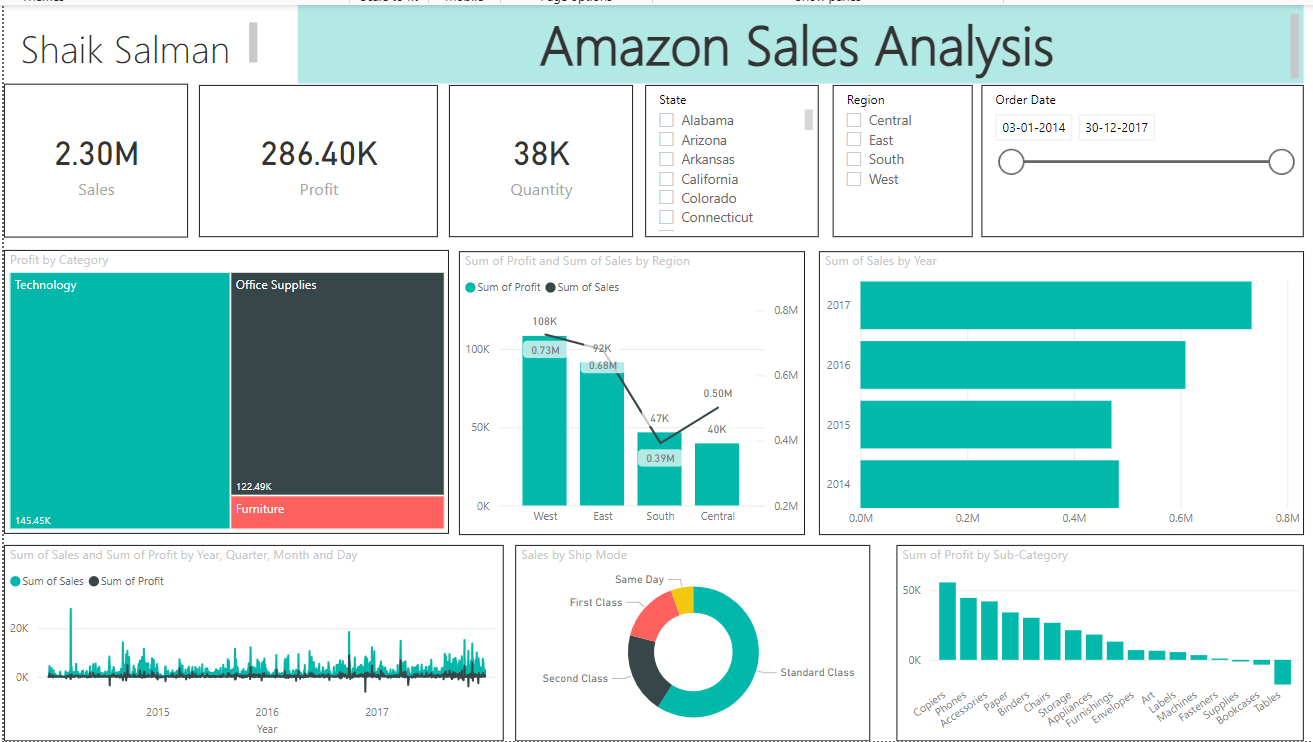 Shaik Salman
Amazon Sales Analysis
2.30M
Sales
286.40K
Profit
38K
Quantity
State
Alabama
Arizona
Arkansas
California
Colorado
Connecticut
Region
Central
East
South
West
Order Date
03-01-2014 30-12-2017
Profit by Category
Technology
145.45K
Office Supplies
122.49K
Furniture
Sum of Profit and Sum of Sales by Region
Sum of Profit Sum of Sales
100K
50K
0K
0.8M
0.6M
0.4M
0.2M
108K
0.73M
92K
0.68M
47K
0.39M
0.50M
40K
West East South Central
Sum of Sales by Year
2017
2016
2015
2014
0.0M 0.2M 0.4M 0.6M 0.8M
Sum of Sales and Sum of Profit by Year, Quarter, Month and Day
Sum of Sales Sum of Profit
20K
0K
2015 2016 2017
Year
Sales by Ship Mode
Same Day
First Class
Second Class
Standard Class
Sum of Profit by Sub-Category
50K
0K
Copiers
Phones
Accessories
Paper
Binders
Chairs
Storage
Appliances
Furnishings
Envelopes
Art
Labels
Machines
Fasteners
Supplies
Bookcases
Tables